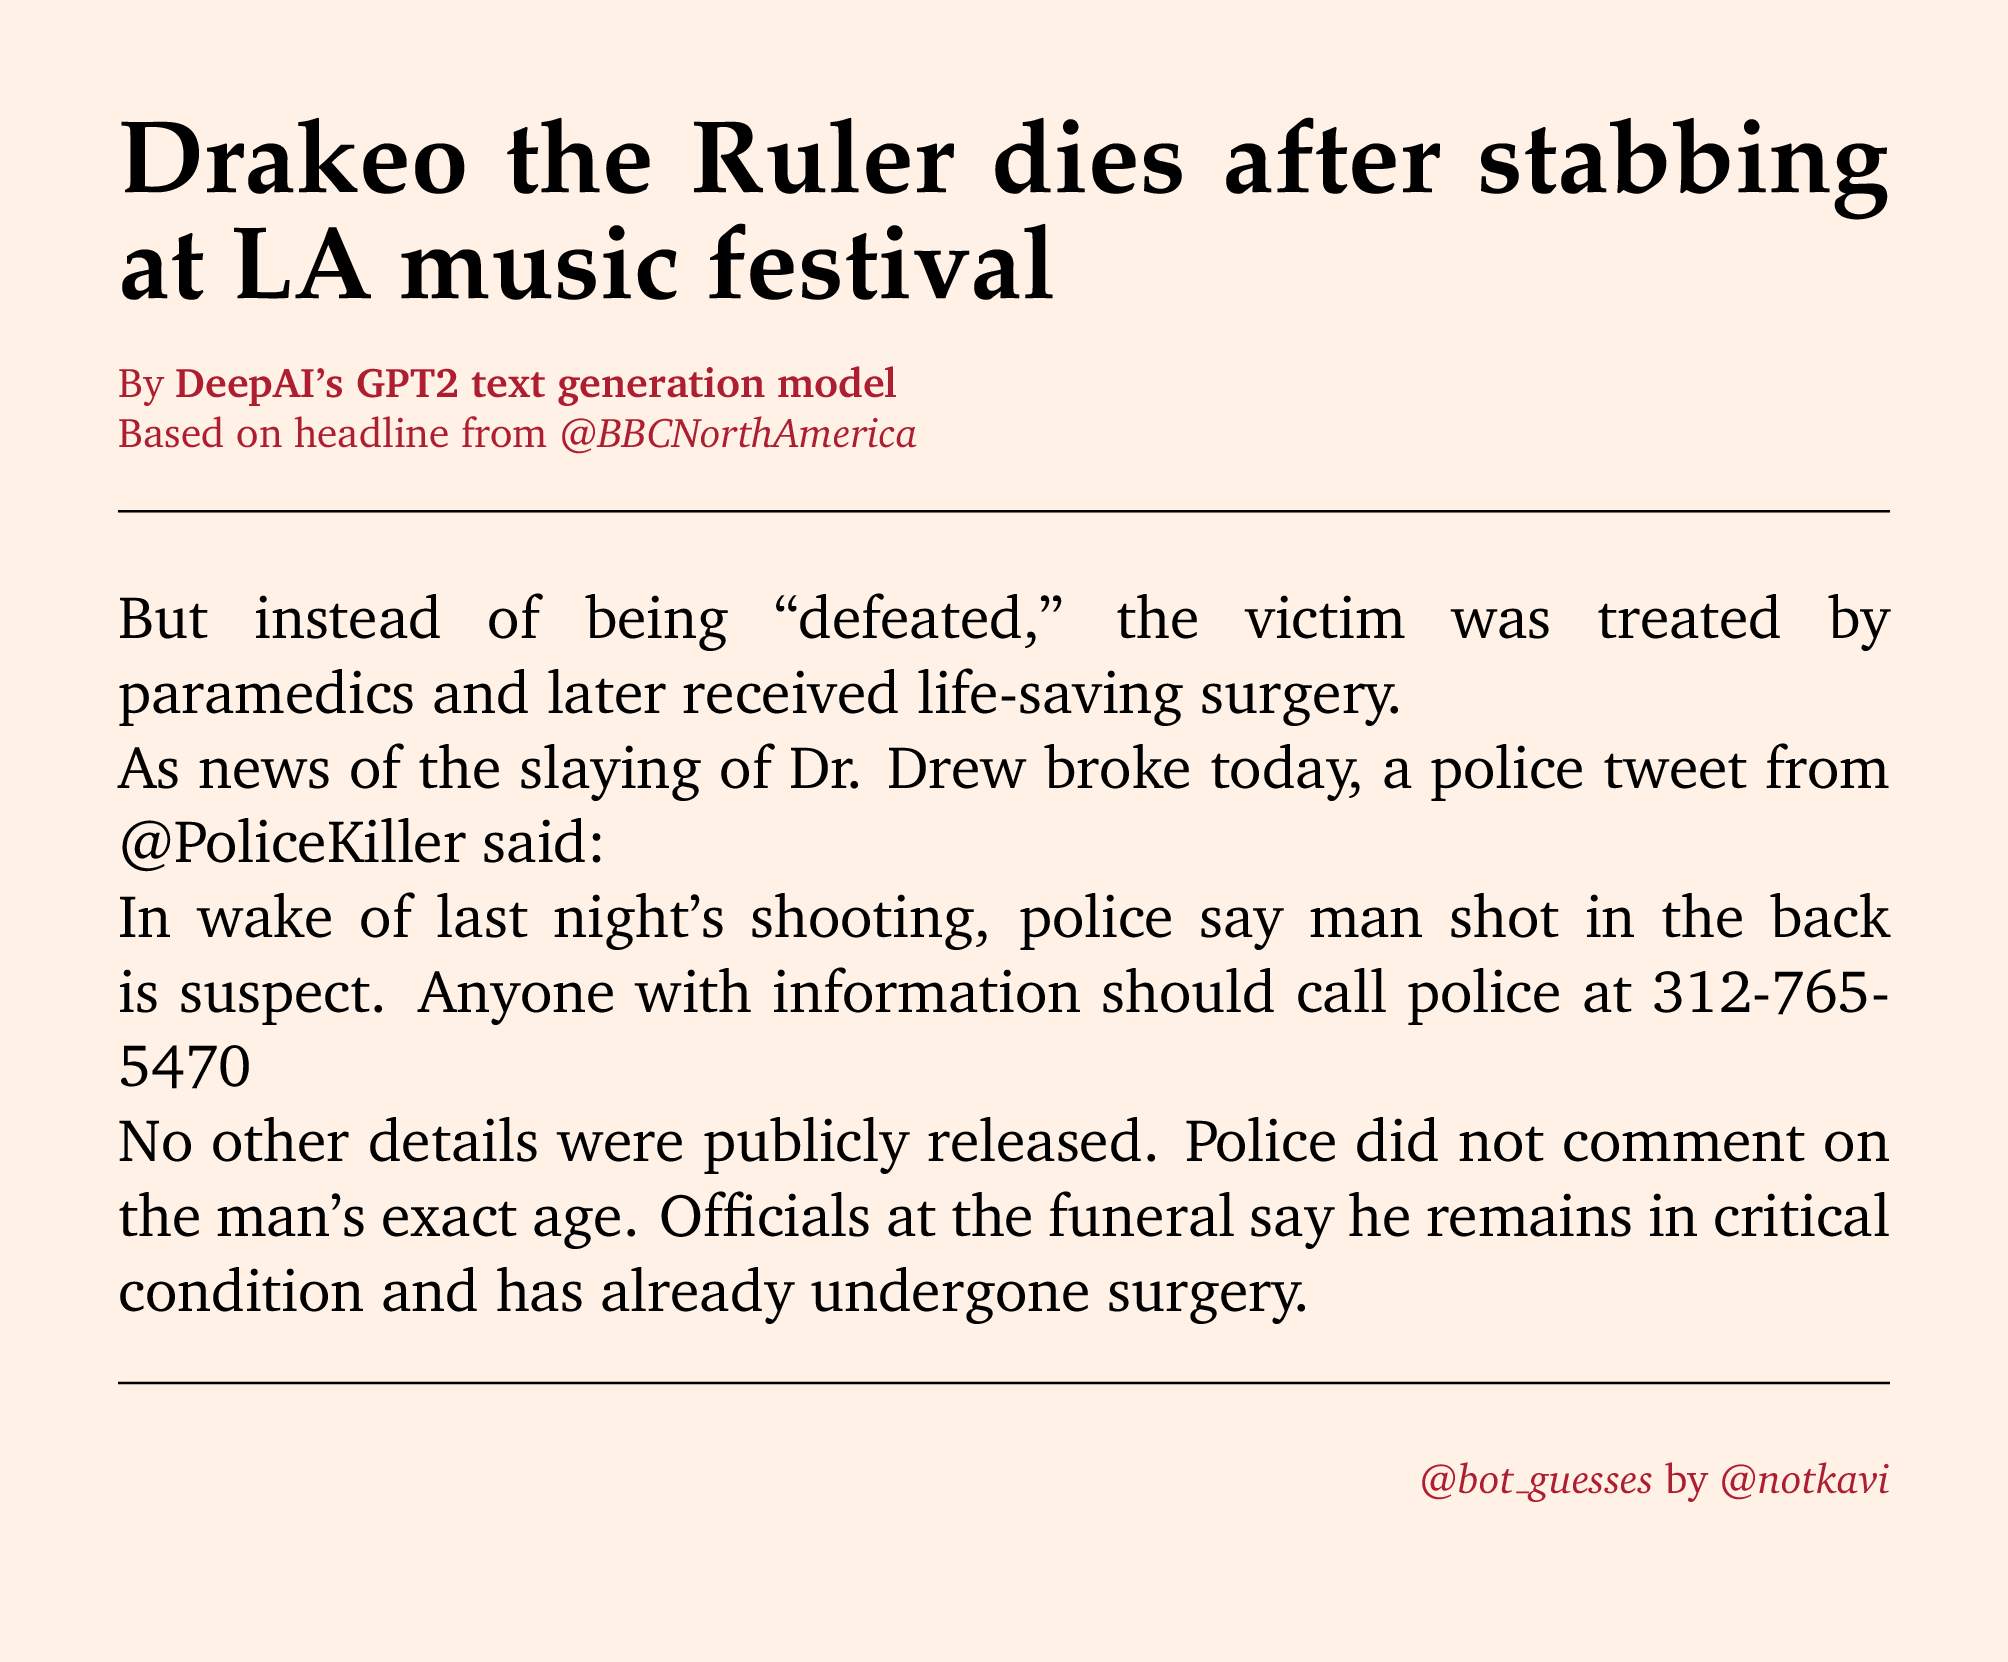 Drakeo the Ruler dies after stabbing
at LA music festival
By DeepAI’s GPT2 text generation model
Based on headline from @BBCNorthAmerica
But instead of being “defeated,” the victim was treated by
paramedics and later received life-saving surgery.
As news of the slaying of Dr. Drew broke today, a police tweet from
@PoliceKiller said:
In wake of last night’s shooting, police say man shot in the back
is suspect. Anyone with information should call police at 312-765-
5470
No other details were publicly released. Police did not comment on
the man’s exact age. Officials at the funeral say he remains in critical
condition and has already undergone surgery.
@bot_guesses by @notkavi